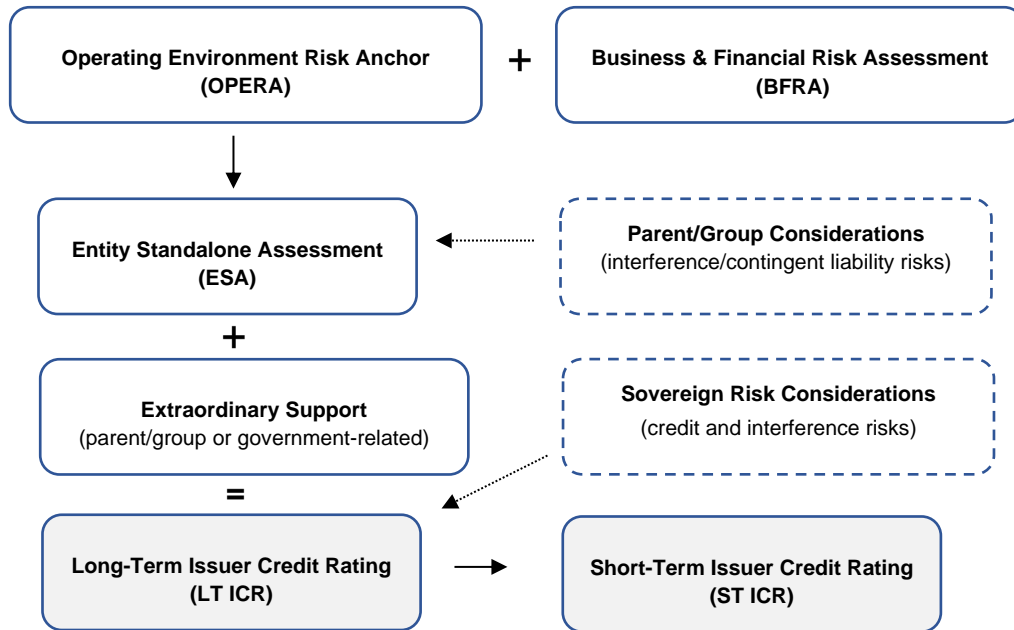 Operating Environment Risk Anchor
(OPERA)
+
Business & Financial Risk Assessment
(BFRA)
Entity Standalone Assessment
(ESA)
Parent/Group Considerations
(interference/contingent liability risks)
+
Extraordinary Support
(parent/group or government-related)
Sovereign Risk Considerations
(credit and interference risks)
=
Long-Term Issuer Credit Rating
(LT ICR)
Short-Term Issuer Credit Rating
(ST ICR)